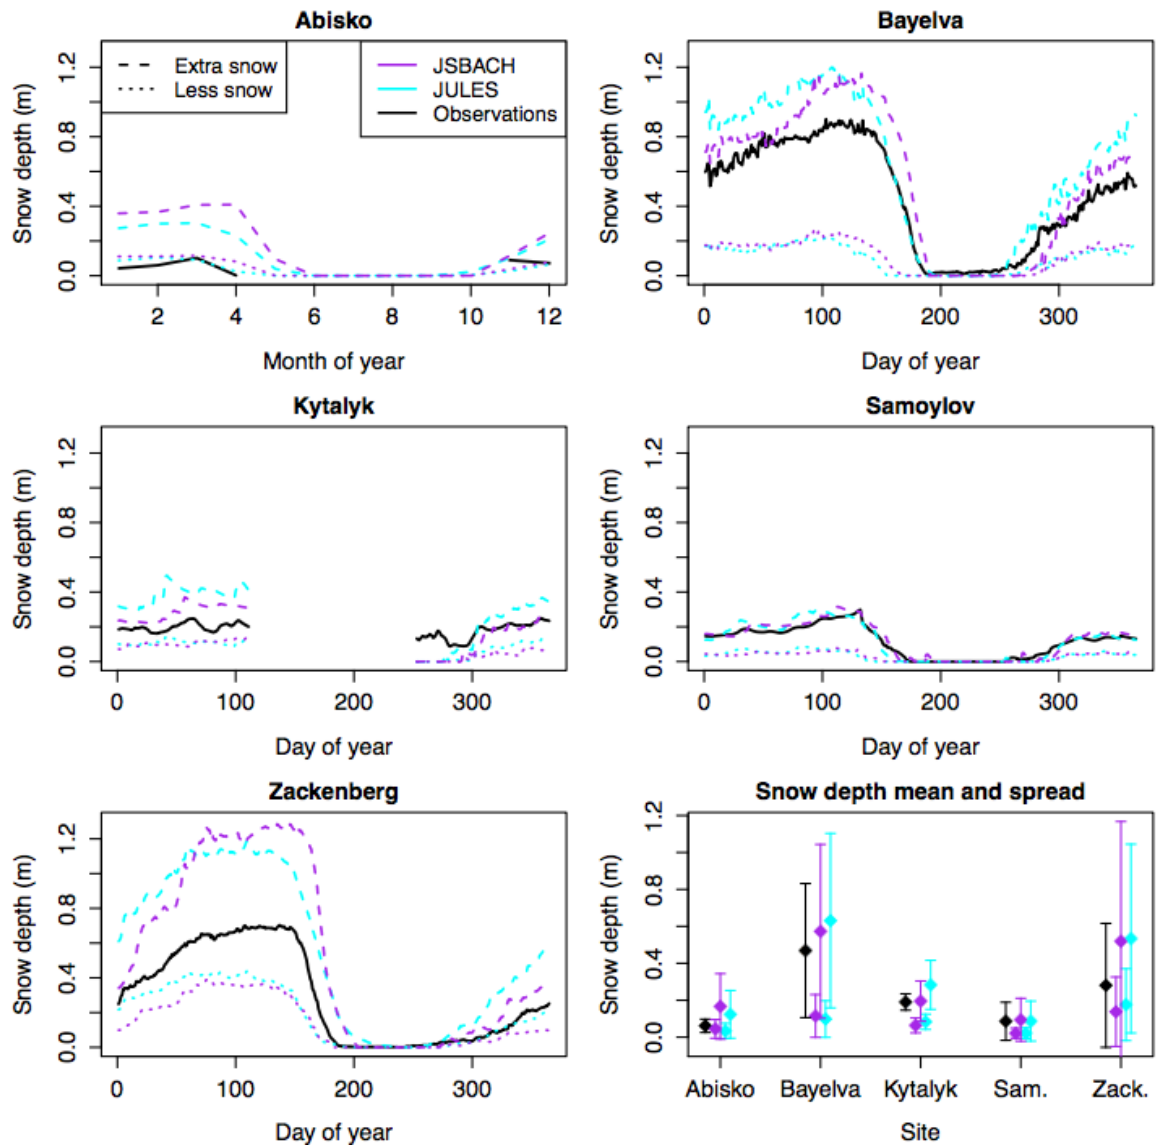 Abisko
Extra snow
Less snow
JSBACH
JULES
Observations
Snow depth (m)
0.0 0.4 0.8 1.2
2 4 6 8 10 12
Month of year
Bayelva
Snow depth (m)
0.0 0.4 0.8 1.2
0 100 200 300
Day of year
Kytalyk
Snow depth (m)
0.0 0.4 0.8 1.2
0 100 200 300
Day of year
Samoylov
Snow depth (m)
0.0 0.4 0.8 1.2
0 100 200 300
Day of year
Zackenberg
Snow depth (m)
0.0 0.4 0.8 1.2
0 100 200 300
Day of year
Snow depth mean and spread
Snow depth (m)
0.0 0.4 0.8 1.2
Abisko Bayelva Kytalyk Sam. Zack.
Site